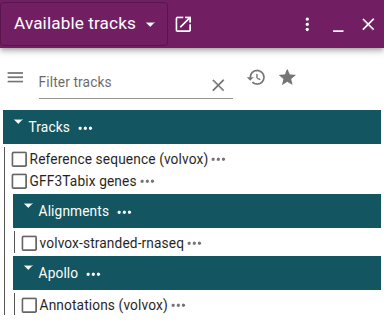 Available tracks
Filter tracks
Tracks ...
Reference sequence (volvox) ...
GFF3Tabix genes ...
Alignments ...
volvox-stranded-rnaseq ...
Apollo ...
Annotations (volvox) ...